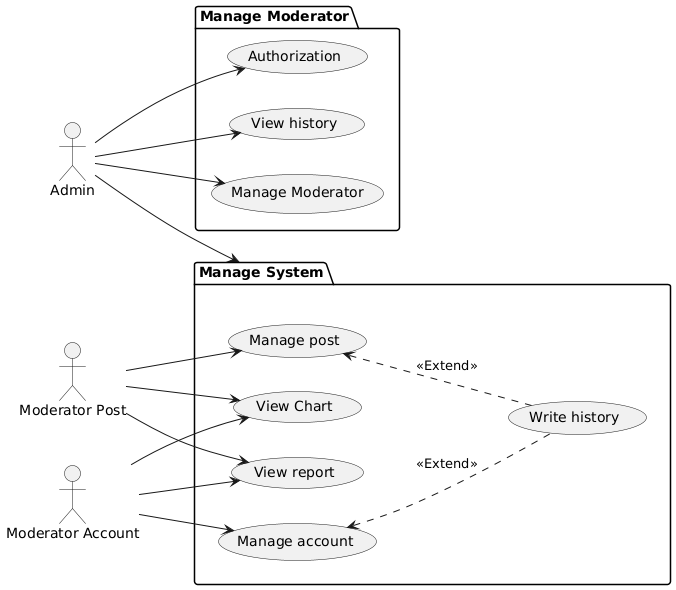 Manage Moderator
Authorization
View history
Manage Moderator
Admin
Manage System
Manage post
«Extend»
View Chart
Write history
Moderator Post
View report
«Extend»
Moderator Account
Manage account